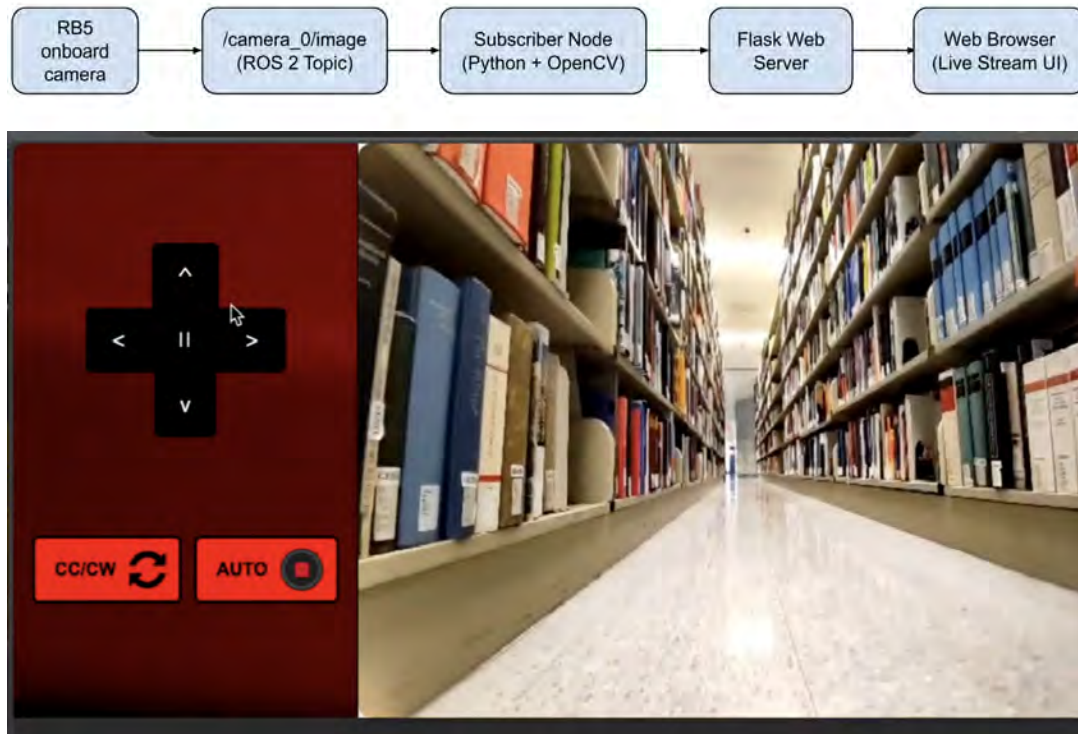 RB5
onboard
camera
/camera_0/image
(ROS 2 Topic)
Subscriber Node
(Python + OpenCV)
Flask Web
Server
Web Browser
(Live Stream UI)
^
< || >
v
CC/CW
AUTO